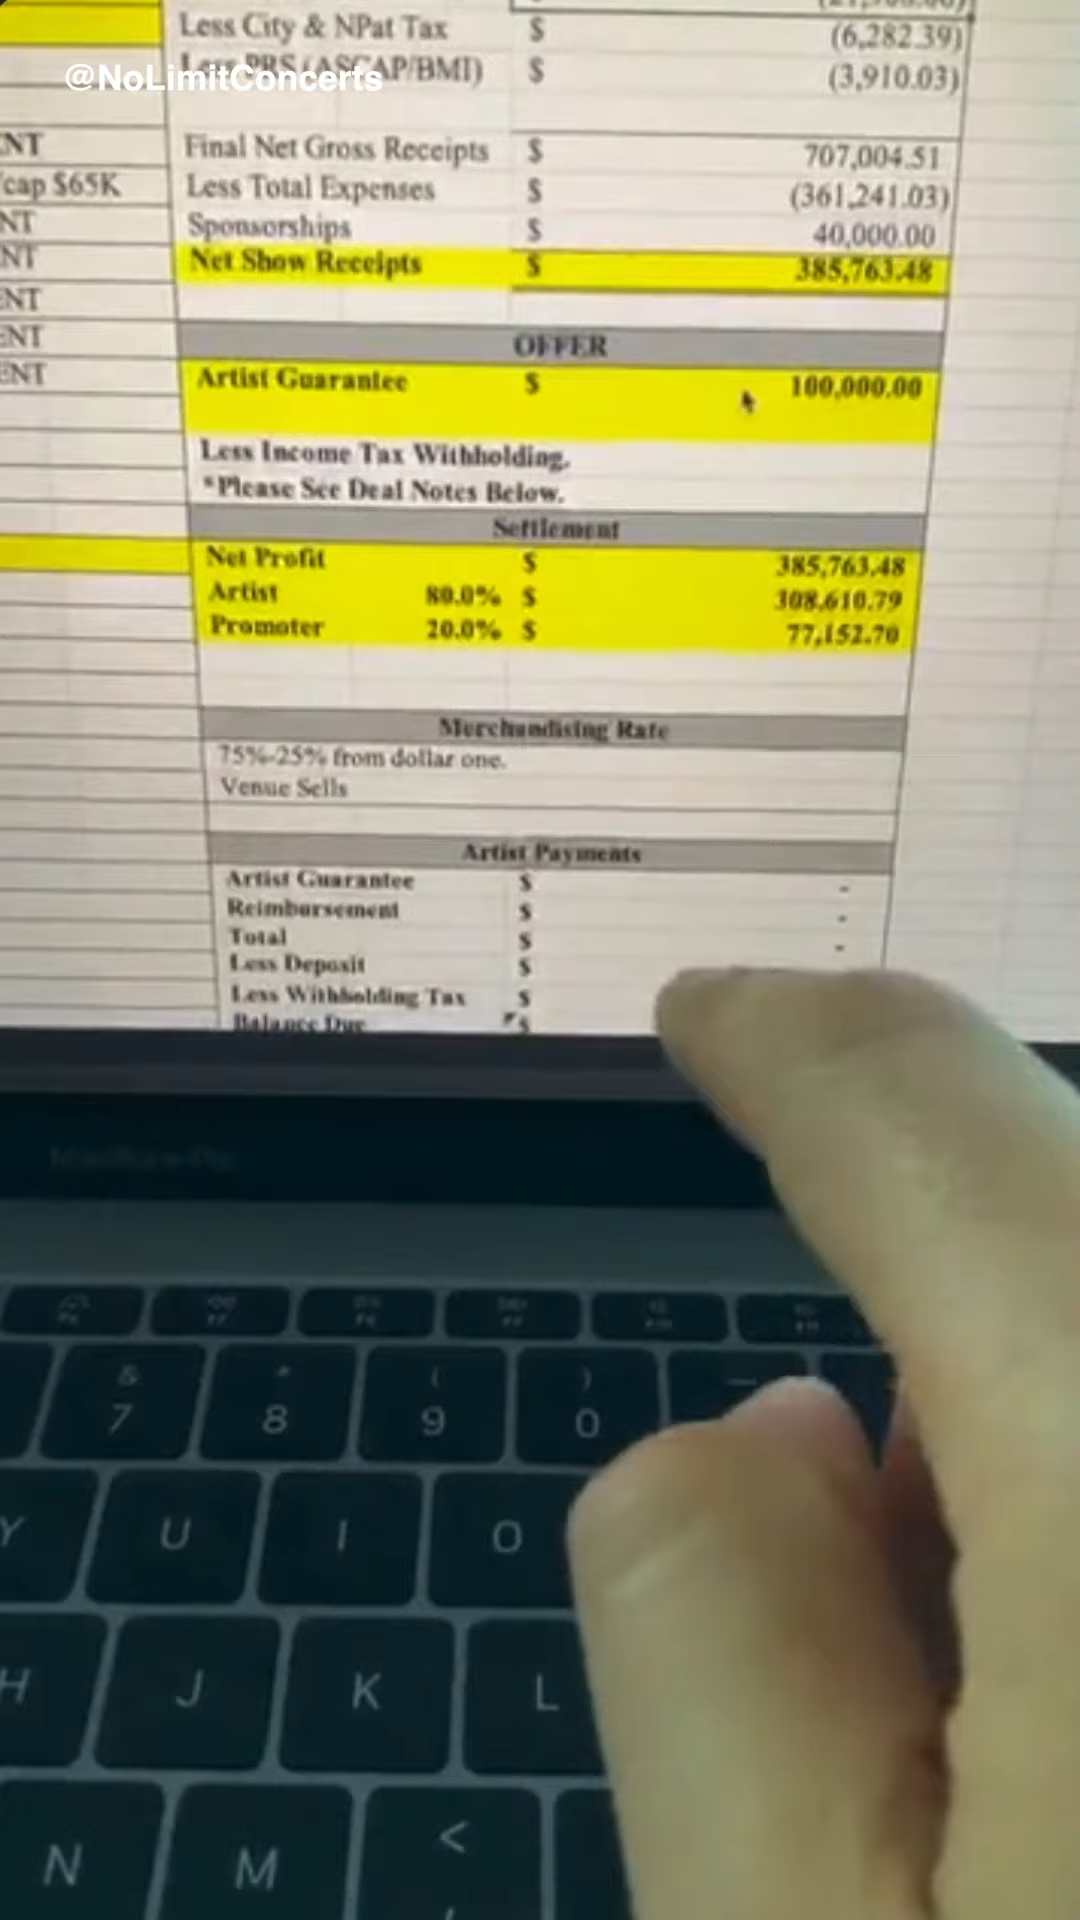 Less City & NPat Tax $ (6,282.39)
Less PRS (ASCAP/BMI) $ (3,910.03)
@NoLimitConcerts
NT Final Net Gross Receipts $ 707,004.51
cap $65K Less Total Expenses $ (361,241.03)
NT Sponsorships $ 40,000.00
NT Net Show Receipts $ 385,763.48
ENT
ENT OFFER
ENT Artist Guarantee $ 100,000.00
Less Income Tax Withholding.
*Please See Deal Notes Below.
Settlement
Net Profit $ 385,763.48
Artist 80.0% $ 308,610.79
Promoter 20.0% $ 77,152.70
Merchandising Rate
75%-25% from dollar one.
Venue Sells
Artist Payments
Artist Guarantee $ -
Reimbursement $ -
Total $ -
Less Deposit $
Less Withholding Tax $
Balance Due $
& * ( )
7 8 9 0
Y U I O
H J K L
N M <